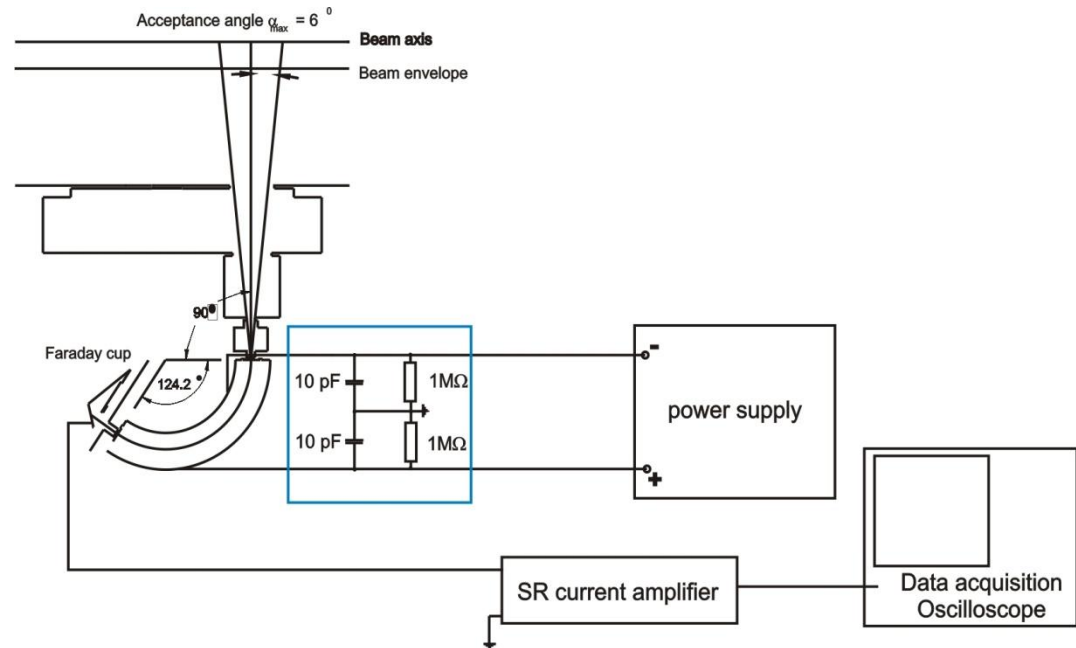 Acceptance angle αmax = 6 °
Beam axis
Beam envelope
90°
Faraday cup
124.2 °
10 pF
1MΩ
10 pF
1MΩ
-
power supply
+
SR current amplifier
Data acquisition
Oscilloscope